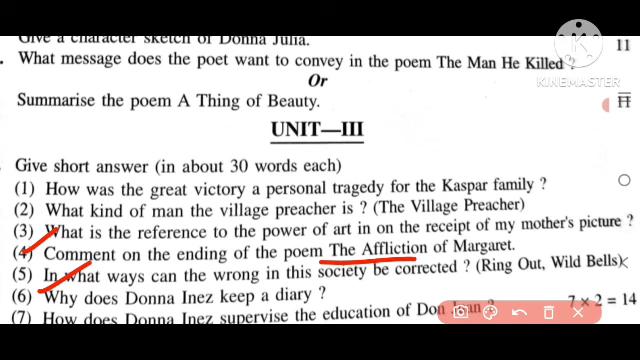 Give a character sketch of Donna Julia.
What message does the poet want to convey in the poem The Man He Killed ?
11
Or
KINEMASTER
Summarise the poem A Thing of Beauty.
UNIT—III
Give short answer (in about 30 words each)
(1) How was the great victory a personal tragedy for the Kaspar family ?
(2) What kind of man the village preacher is ? (The Village Preacher)
(3) What is the reference to the power of art in on the receipt of my mother's picture ?
(4) Comment on the ending of the poem The Affliction of Margaret.
(5) In what ways can the wrong in this society be corrected ? (Ring Out, Wild Bells)
(6) Why does Donna Inez keep a diary ?
(7) How does Donna Inez supervise the education of Don Juan ?
7 × 2 = 14